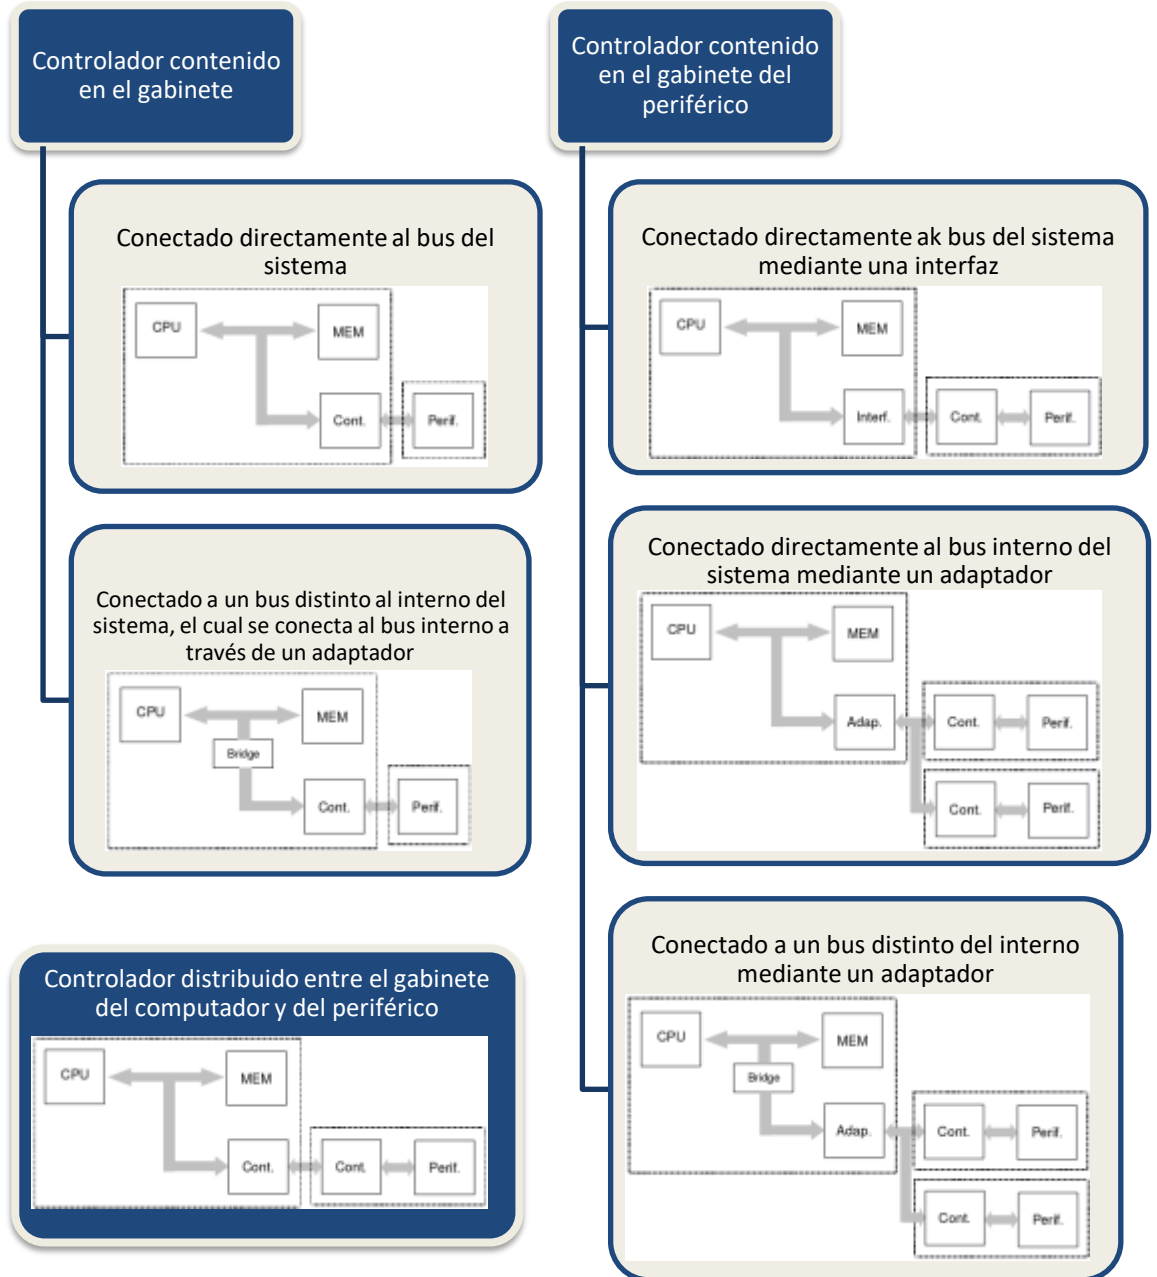 Controlador contenido
en el gabinete
Conectado directamente al bus del
sistema
CPU
MEM
Cont.
Perif.
Conectado a un bus distinto al interno del
sistema, el cual se conecta al bus interno a
través de un adaptador
CPU
MEM
Bridge
Cont.
Perif.
Controlador distribuido entre el gabinete
del computador y del periférico
CPU
MEM
Cont.
Cont.
Perif.
Controlador contenido
en el gabinete del
periférico
Conectado directamente ak bus del sistema
mediante una interfaz
CPU
MEM
Interf.
Cont.
Perif.
Conectado directamente al bus interno del
sistema mediante un adaptador
CPU
MEM
Adap.
Cont.
Perif.
Cont.
Perif.
Conectado a un bus distinto del interno
mediante un adaptador
CPU
MEM
Bridge
Adap.
Cont.
Perif.
Cont.
Perif.